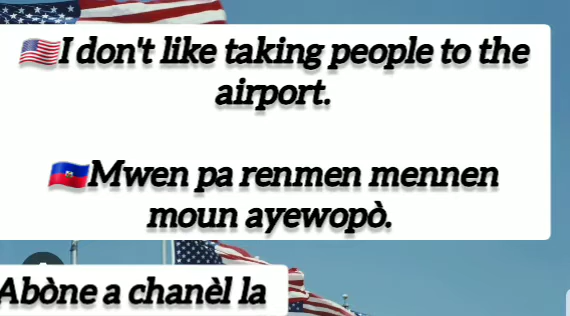 🇺🇸I don't like taking people to the
airport.
🇭🇹Mwen pa renmen mennen
moun ayewopò.
Abòne a chanèl la